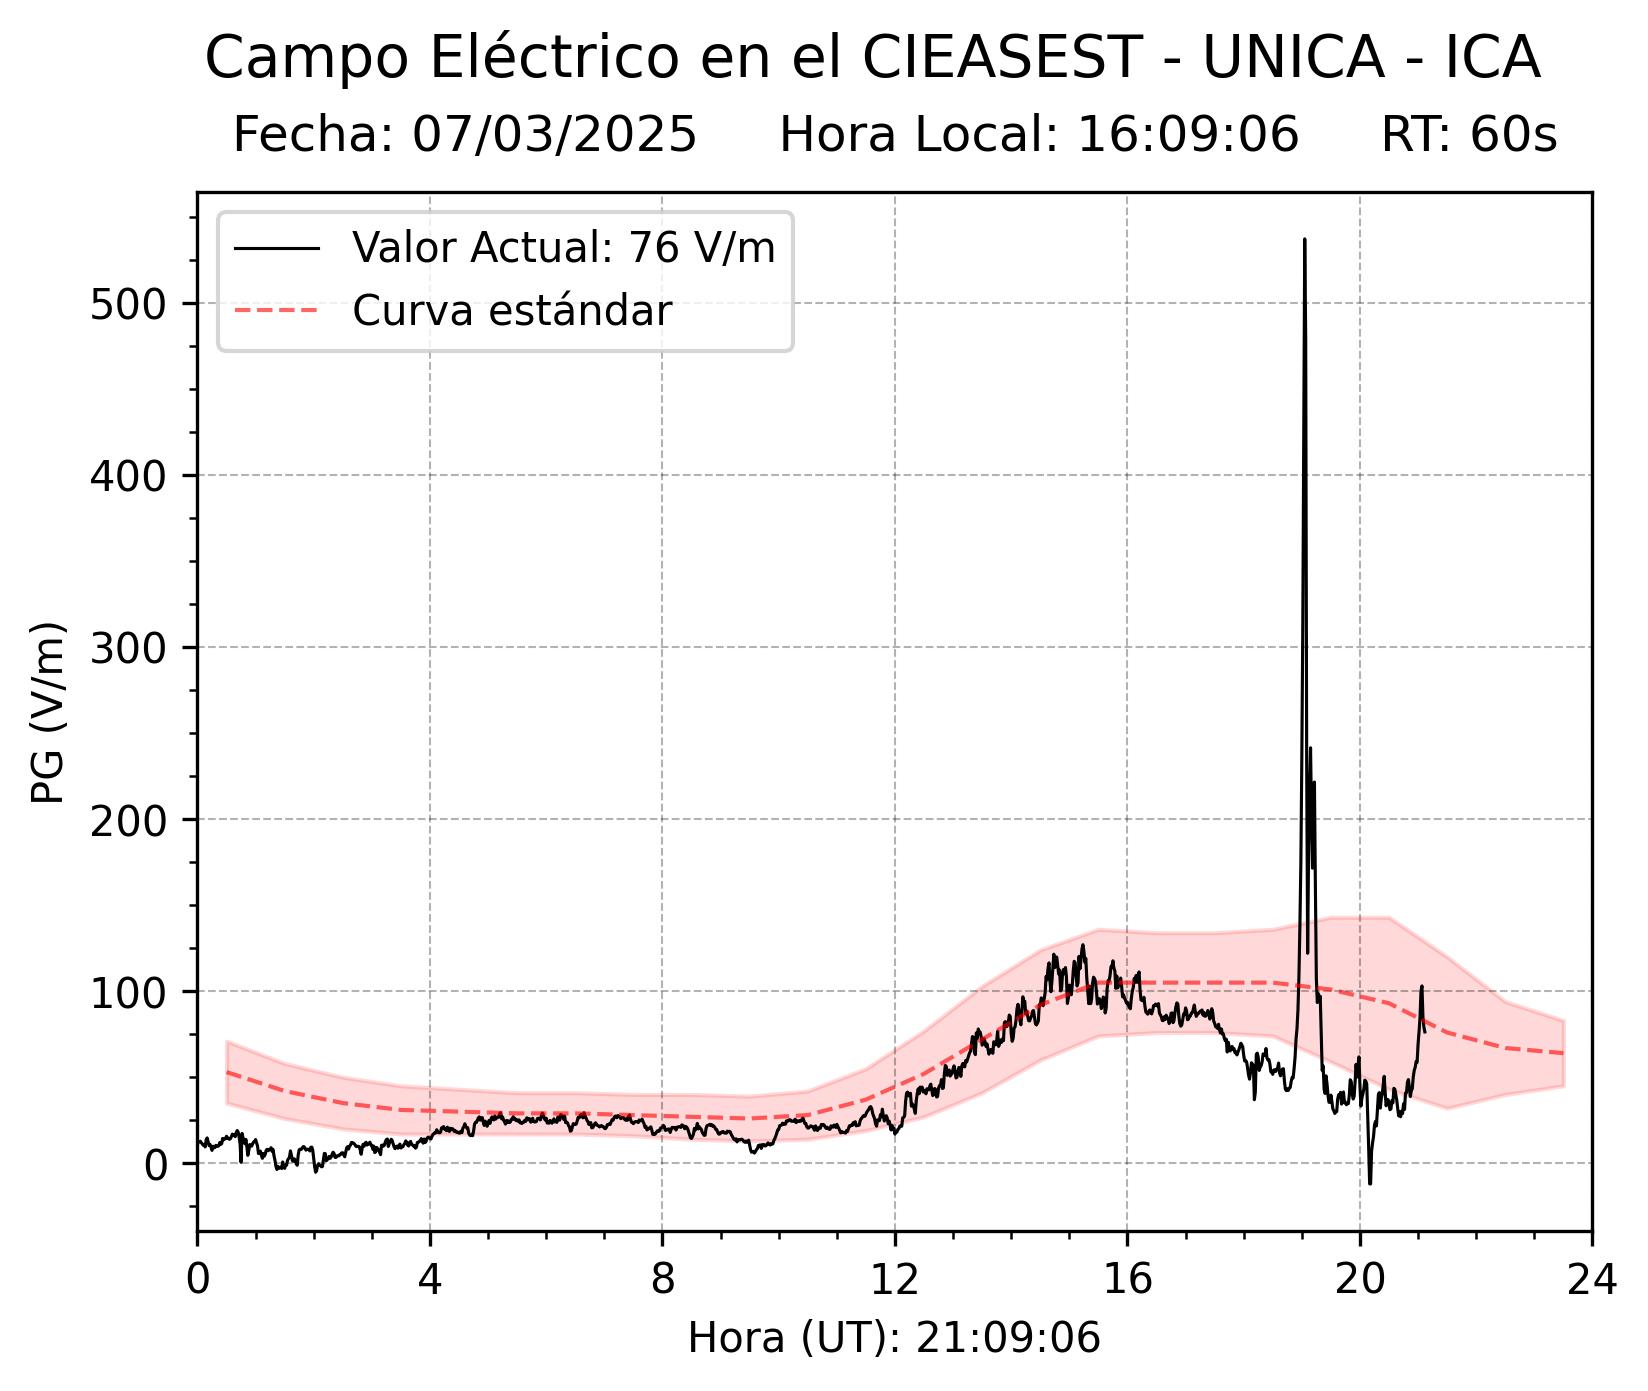 Campo Eléctrico en el CIEASEST - UNICA - ICA
Fecha: 07/03/2025 Hora Local: 16:09:06 RT: 60s
Valor Actual: 76 V/m
Curva estándar
500
400
300
200
100
0
PG (V/m)
0 4 8 12 16 20 24
Hora (UT): 21:09:06